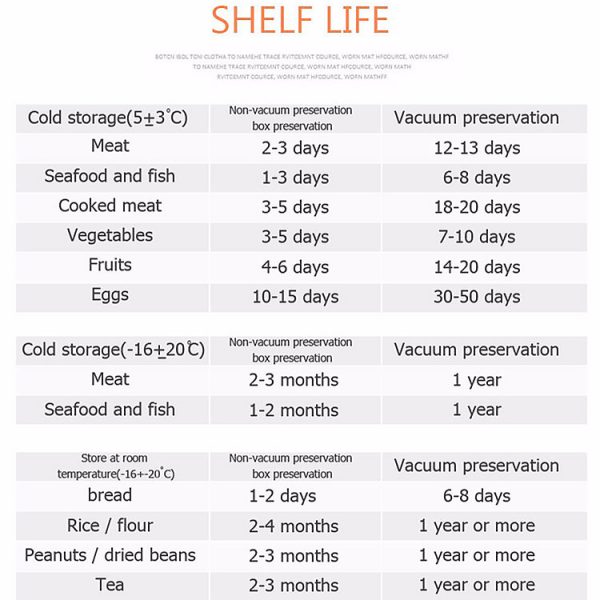 SHELF LIFE
BOTON ISOL TONI CLOTHA TO NAMEHE TRACE RVITCEMNT COURCE, WORN MAT HFCOURCE, WORN MATHF
TO NAMEHE TRACE RVITCEMNT COURCE, WORN MAT HFCOURCE, WORN MATH
RVITCEMNT COURCE, WORN MAT HFCOURCE, WORN MATHFF
Cold storage(5±3°C) Non-vacuum preservation box preservation Vacuum preservation
Meat 2-3 days 12-13 days
Seafood and fish 1-3 days 6-8 days
Cooked meat 3-5 days 18-20 days
Vegetables 3-5 days 7-10 days
Fruits 4-6 days 14-20 days
Eggs 10-15 days 30-50 days
Cold storage(-16±20℃) Non-vacuum preservation box preservation Vacuum preservation
Meat 2-3 months 1 year
Seafood and fish 1-2 months 1 year
Store at room temperature(-16+-20°C) Non-vacuum preservation box preservation Vacuum preservation
bread 1-2 days 6-8 days
Rice / flour 2-4 months 1 year or more
Peanuts / dried beans 2-3 months 1 year or more
Tea 2-3 months 1 year or more